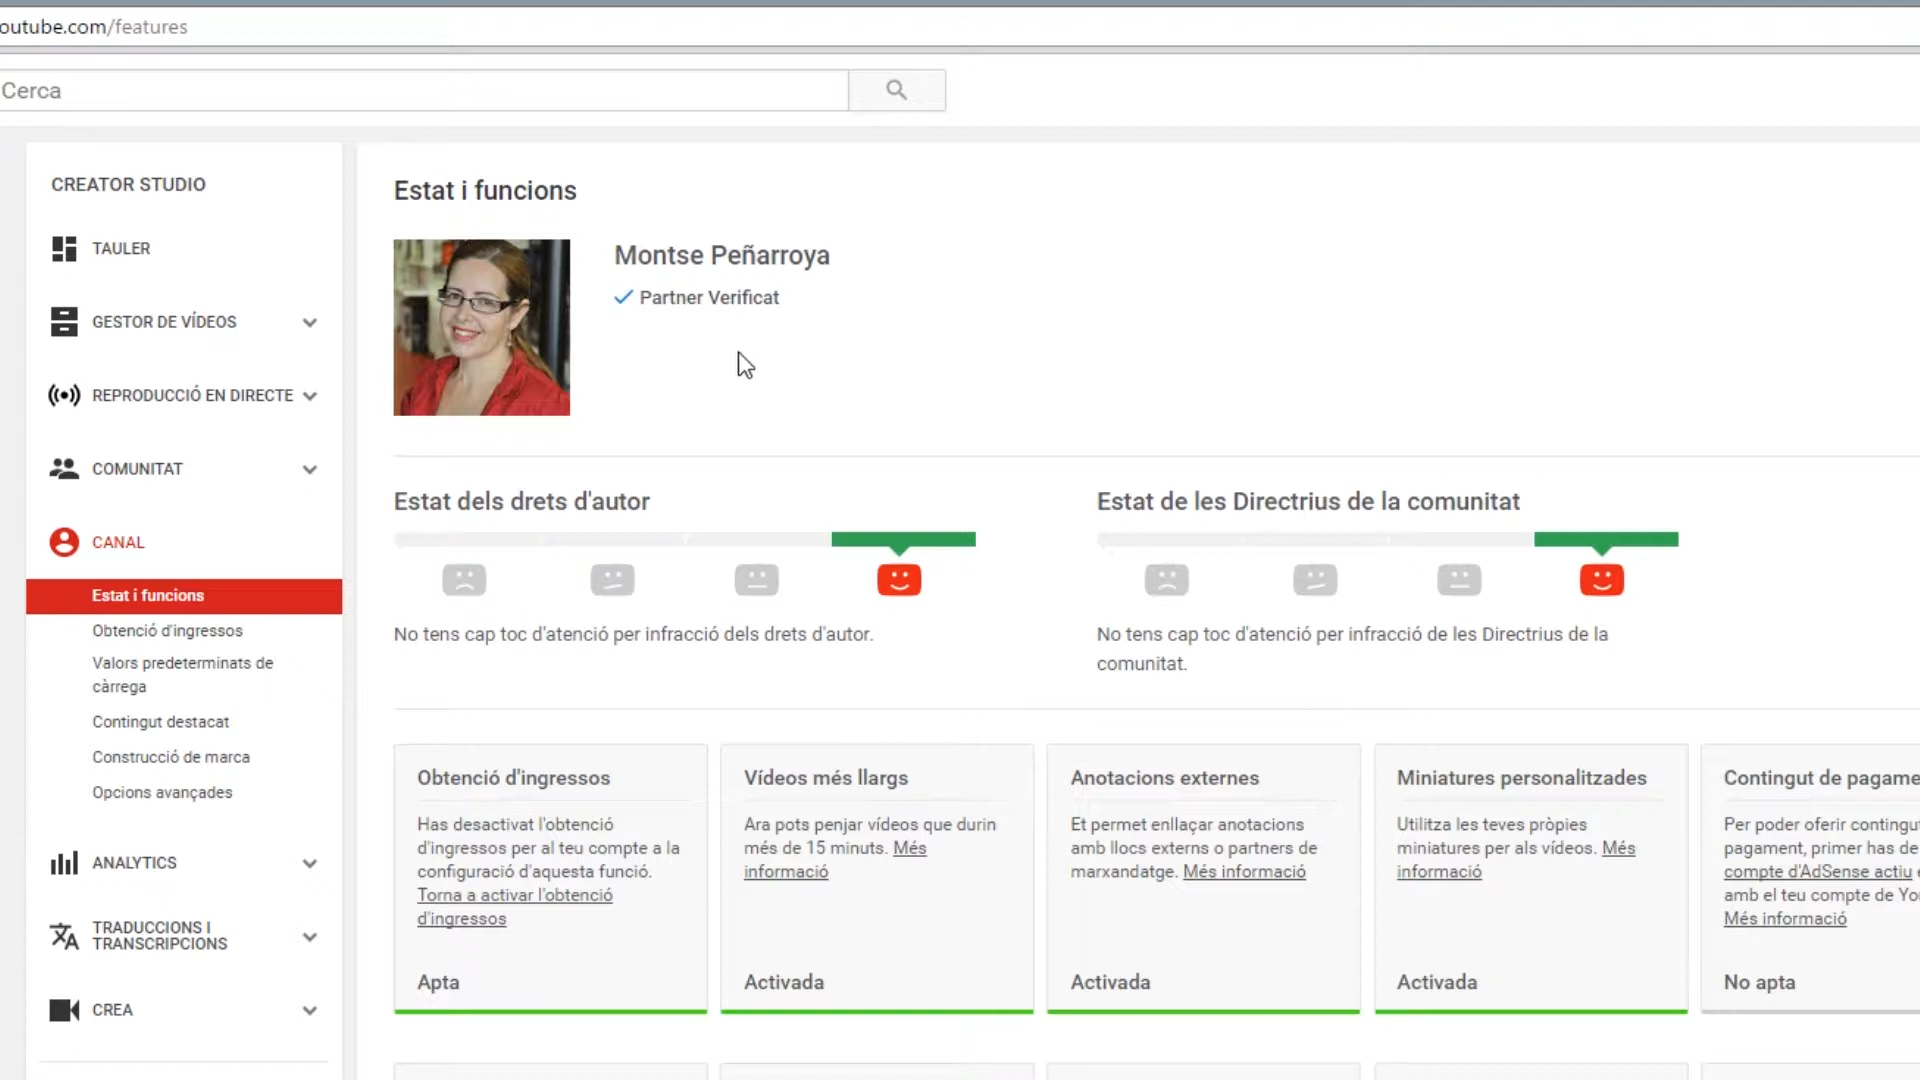 outube.com/features
Cerca
CREATOR STUDIO
TAULER
GESTOR DE VÍDEOS
REPRODUCCIÓ EN DIRECTE
COMUNITAT
CANAL
Estat i funcions
Obtenció d'ingressos
Valors predeterminats de
càrrega
Contingut destacat
Construcció de marca
Opcions avançades
ANALYTICS
TRADUCCIONS I
TRANSCRIPCIONS
CREA
Estat i funcions
Montse Peñarroya
Partner Verificat
Estat dels drets d'autor
No tens cap toc d'atenció per infracció dels drets d'autor.
Estat de les Directrius de la comunitat
No tens cap toc d'atenció per infracció de les Directrius de la
comunitat.
Obtenció d'ingressos
Has desactivat l'obtenció
d'ingressos per al teu compte a la
configuració d'aquesta funció.
Torna a activar l'obtenció
d'ingressos
Apta
Vídeos més llargs
Ara pots penjar vídeos que durin
més de 15 minuts. Més
informació
Activada
Anotacions externes
Et permet enllaçar anotacions
amb llocs externs o partners de
marxandatge. Més informació
Activada
Miniatures personalitzades
Utilitza les teves pròpies
miniatures per als vídeos. Més
informació
Activada
Contingut de pagame
Per poder oferir contingut
pagament, primer has de
compte d'AdSense actiu e
amb el teu compte de Yo
Més informació
No apta